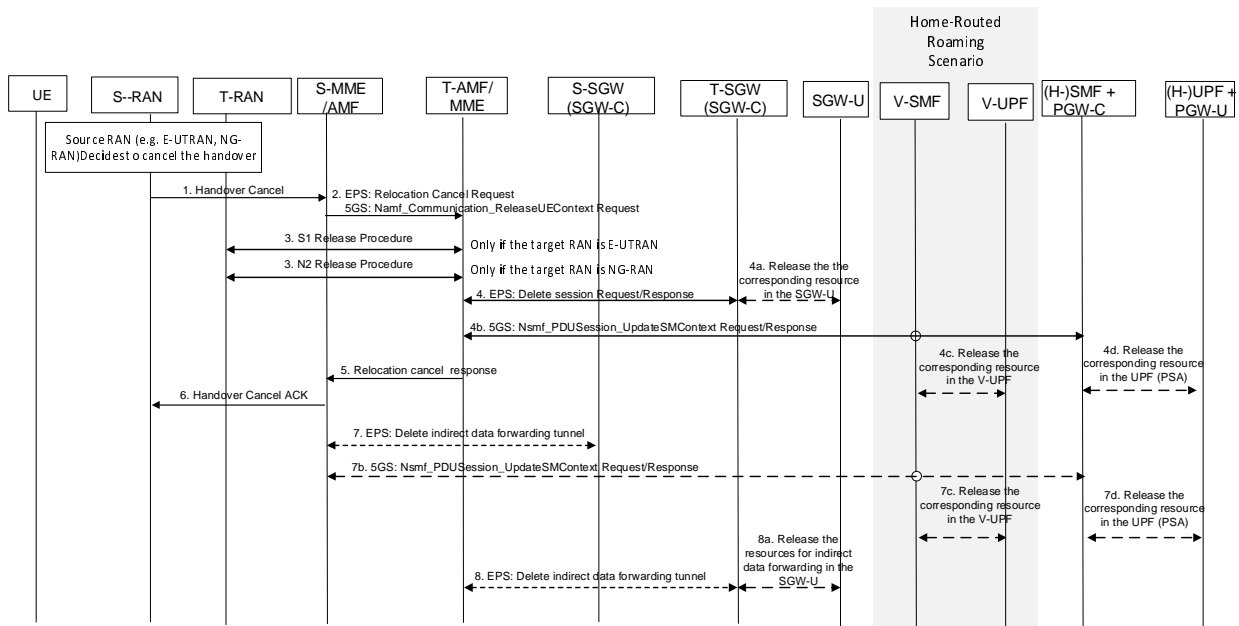 Home-Routed
Roaming
Scenario
UE
S--RAN
T-RAN
S-MME
/AMF
T-AMF/
MME
S-SGW
(SGW-C)
T-SGW
(SGW-C)
SGW-U
V-SMF
V-UPF
(H-)SMF +
PGW-C
(H-)UPF +
PGW-U
Source RAN (e.g. E-UTRAN, NG-
RAN)Decides to cancel the handover
1. Handover Cancel
2. EPS: Relocation Cancel Request
5GS: Namf_Communication_ReleaseUEContext Request
3. S1 Release Procedure
Only if the target RAN is E-UTRAN
3. N2 Release Procedure
Only if the target RAN is NG-RAN
4a. Release the the
corresponding resource
in the SGW-U
4. EPS: Delete session Request/Response
4b. 5GS: Nsmf_PDUSession_UpdateSMContext Request/Response
4c. Release the
corresponding resource
in the V-UPF
4d. Release the
corresponding resource
in the UPF (PSA)
5. Relocation cancel response
6. Handover Cancel ACK
7. EPS: Delete indirect data forwarding tunnel
7b. 5GS: Nsmf_PDUSession_UpdateSMContext Request/Response
7c. Release the
corresponding resource
in the V-UPF
7d. Release the
corresponding resource
in the UPF (PSA)
8a. Release the
resources for indirect
data forwarding in the
SGW-U
8. EPS: Delete indirect data forwarding tunnel